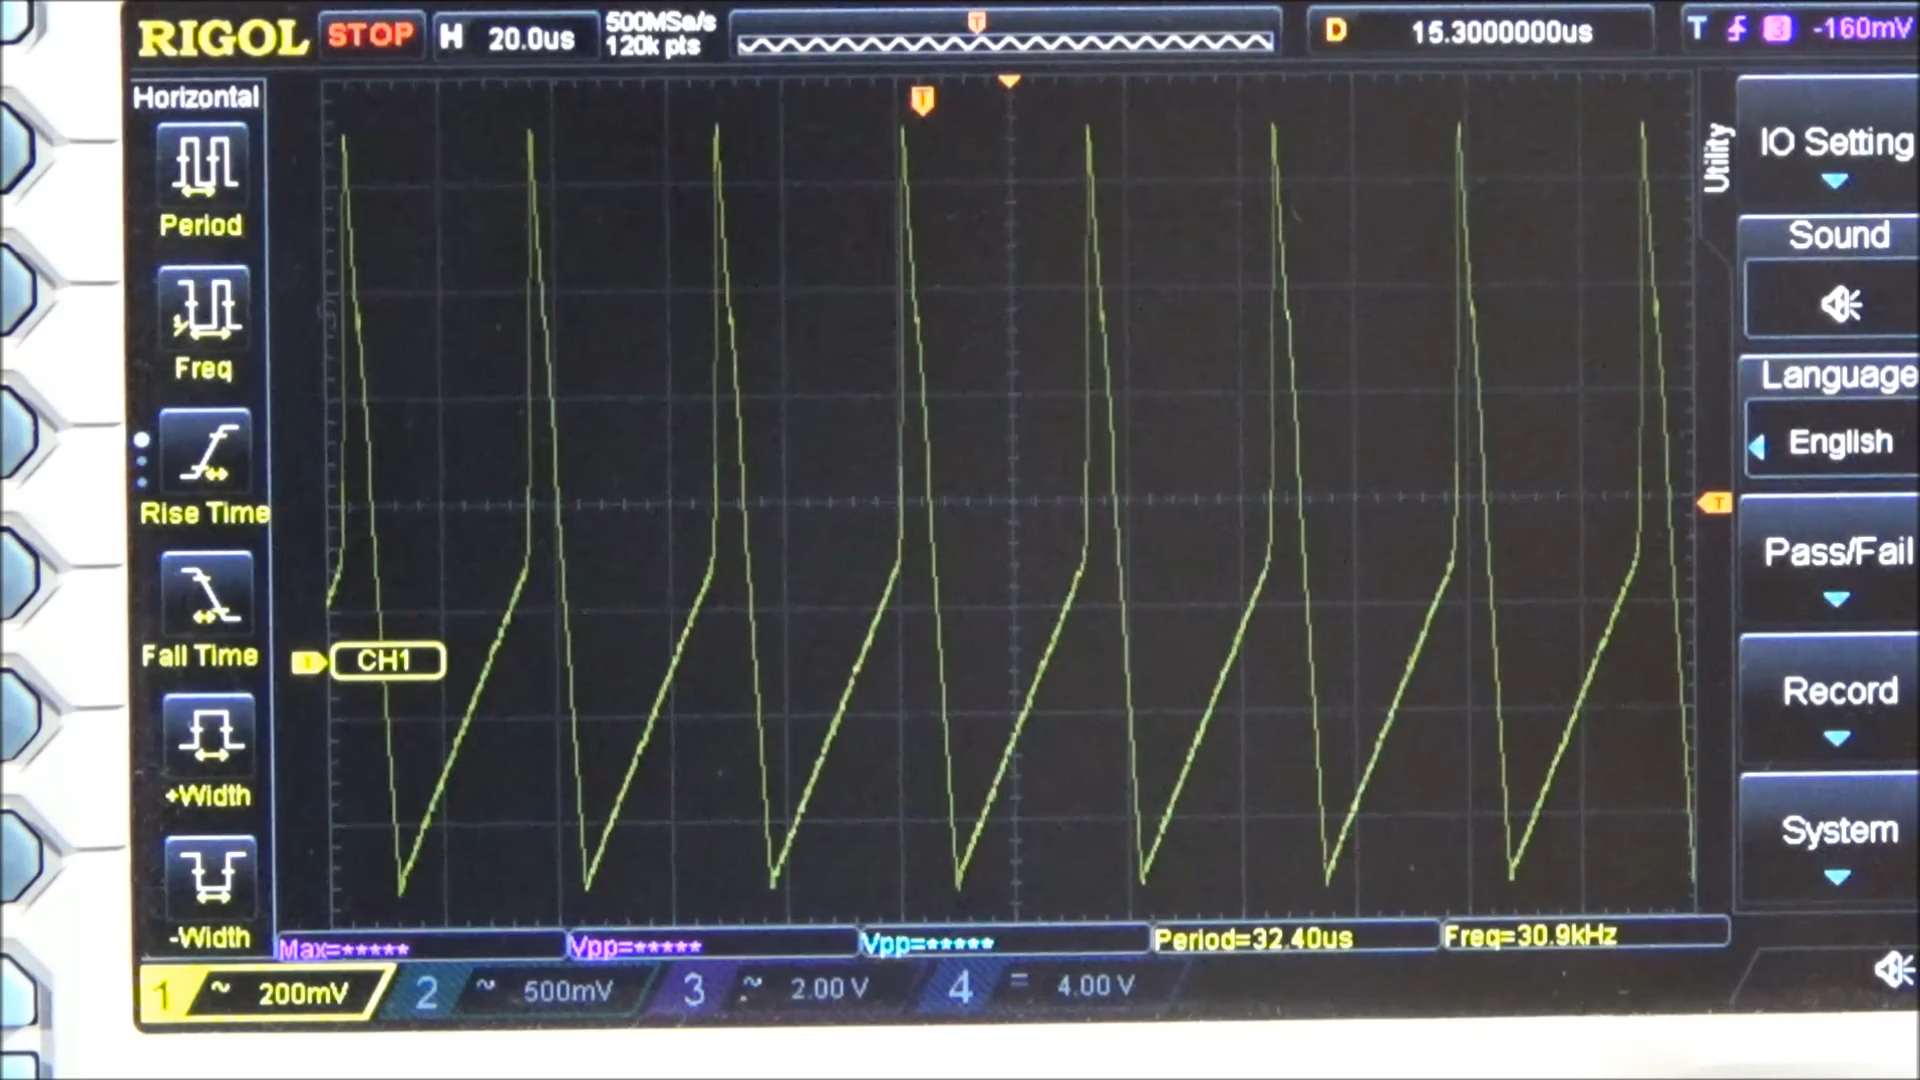 RIGOL STOP H 20.0us 500MSa/s 120k pts D 15.3000000us T 3 -160mV
Horizontal
Period
Freq
Rise Time
Fall Time
+Width
-Width
T
CH1
1
T
Utility
IO Setting
Sound
Language
English
Pass/Fail
Record
System
Max=***** Vpp=***** Vpp=***** Period=32.40us Freq=30.9kHz
1 ~ 200mV 2 ~ 500mV 3 ~ 2.00 V 4 = 4.00 V